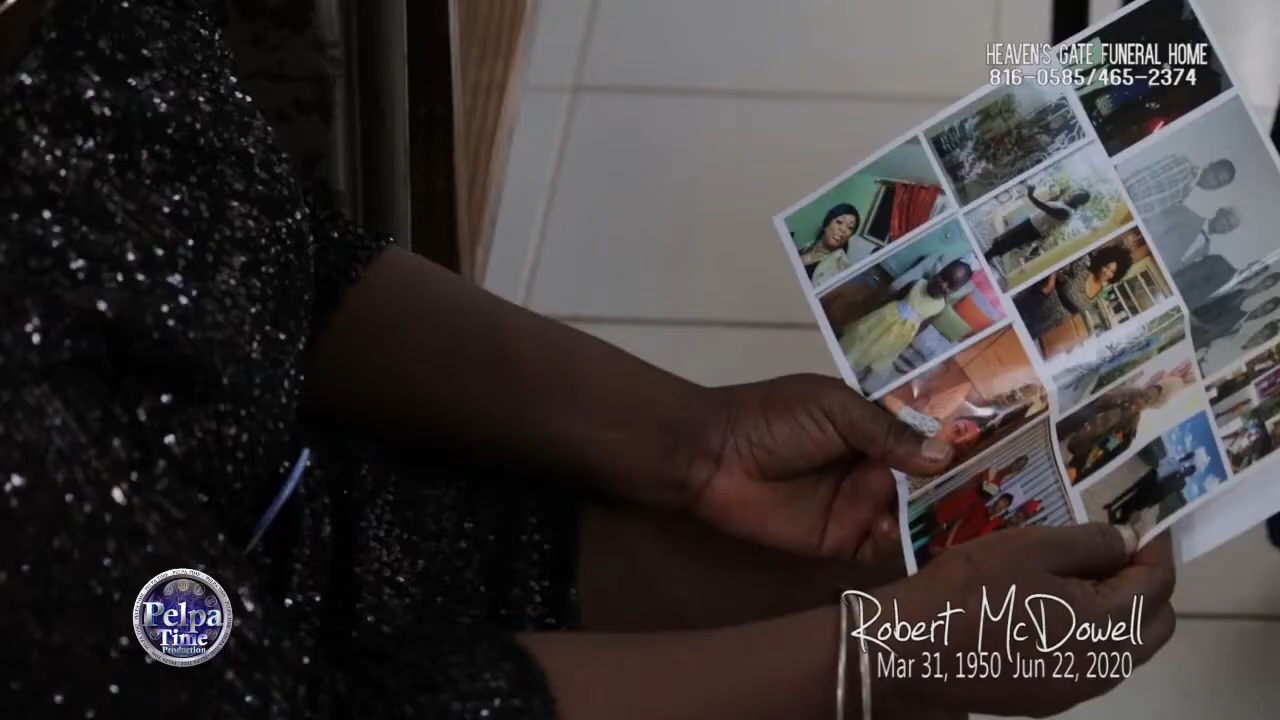 HEAVEN'S GATE FUNERAL HOME
816-0585/465-2374
Pelpa
Time
Production
Robert McDowell
Mar 31, 1950 Jun 22, 2020